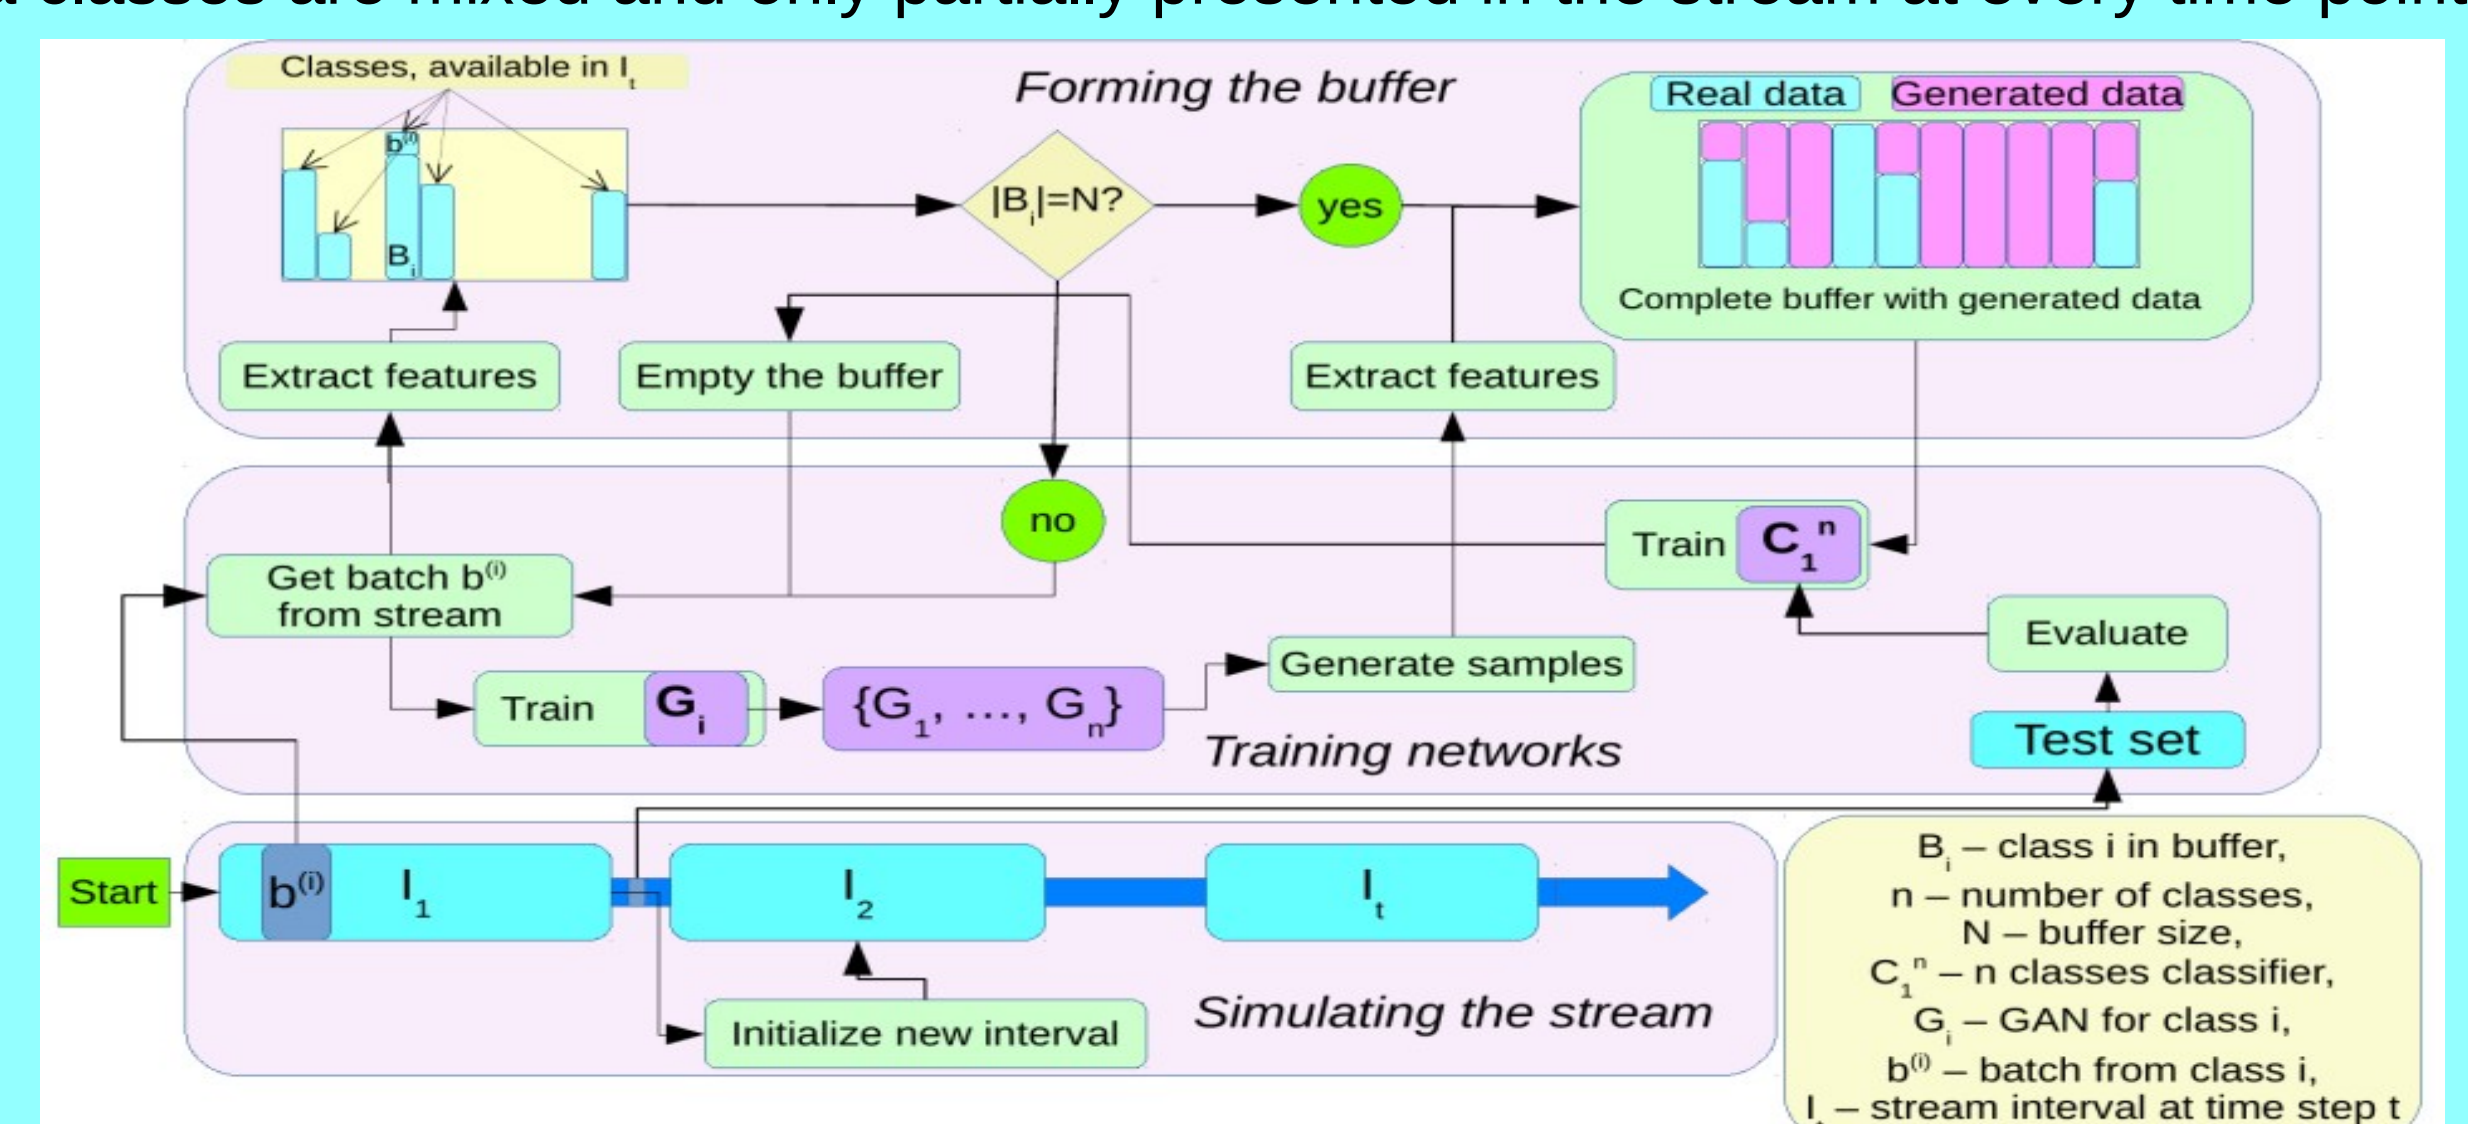 a classes are mixed and only partially presented in the stream at every time point
Classes, available in Iₜ
Forming the buffer
Real data
Generated data
b⁽ⁱ⁾
Bᵢ
|Bᵢ|=N?
yes
Complete buffer with generated data
Extract features
Empty the buffer
Extract features
no
Train C₁ⁿ
Get batch b⁽ⁱ⁾
from stream
Evaluate
Generate samples
Train Gᵢ
{G₁, ..., Gₙ}
Training networks
Test set
Start
b⁽ⁱ⁾
I₁
I₂
Iₜ
Initialize new interval
Simulating the stream
Bᵢ – class i in buffer,
n – number of classes,
N – buffer size,
C₁ⁿ – n classes classifier,
Gᵢ – GAN for class i,
b⁽ⁱ⁾ – batch from class i,
Iₜ – stream interval at time step t